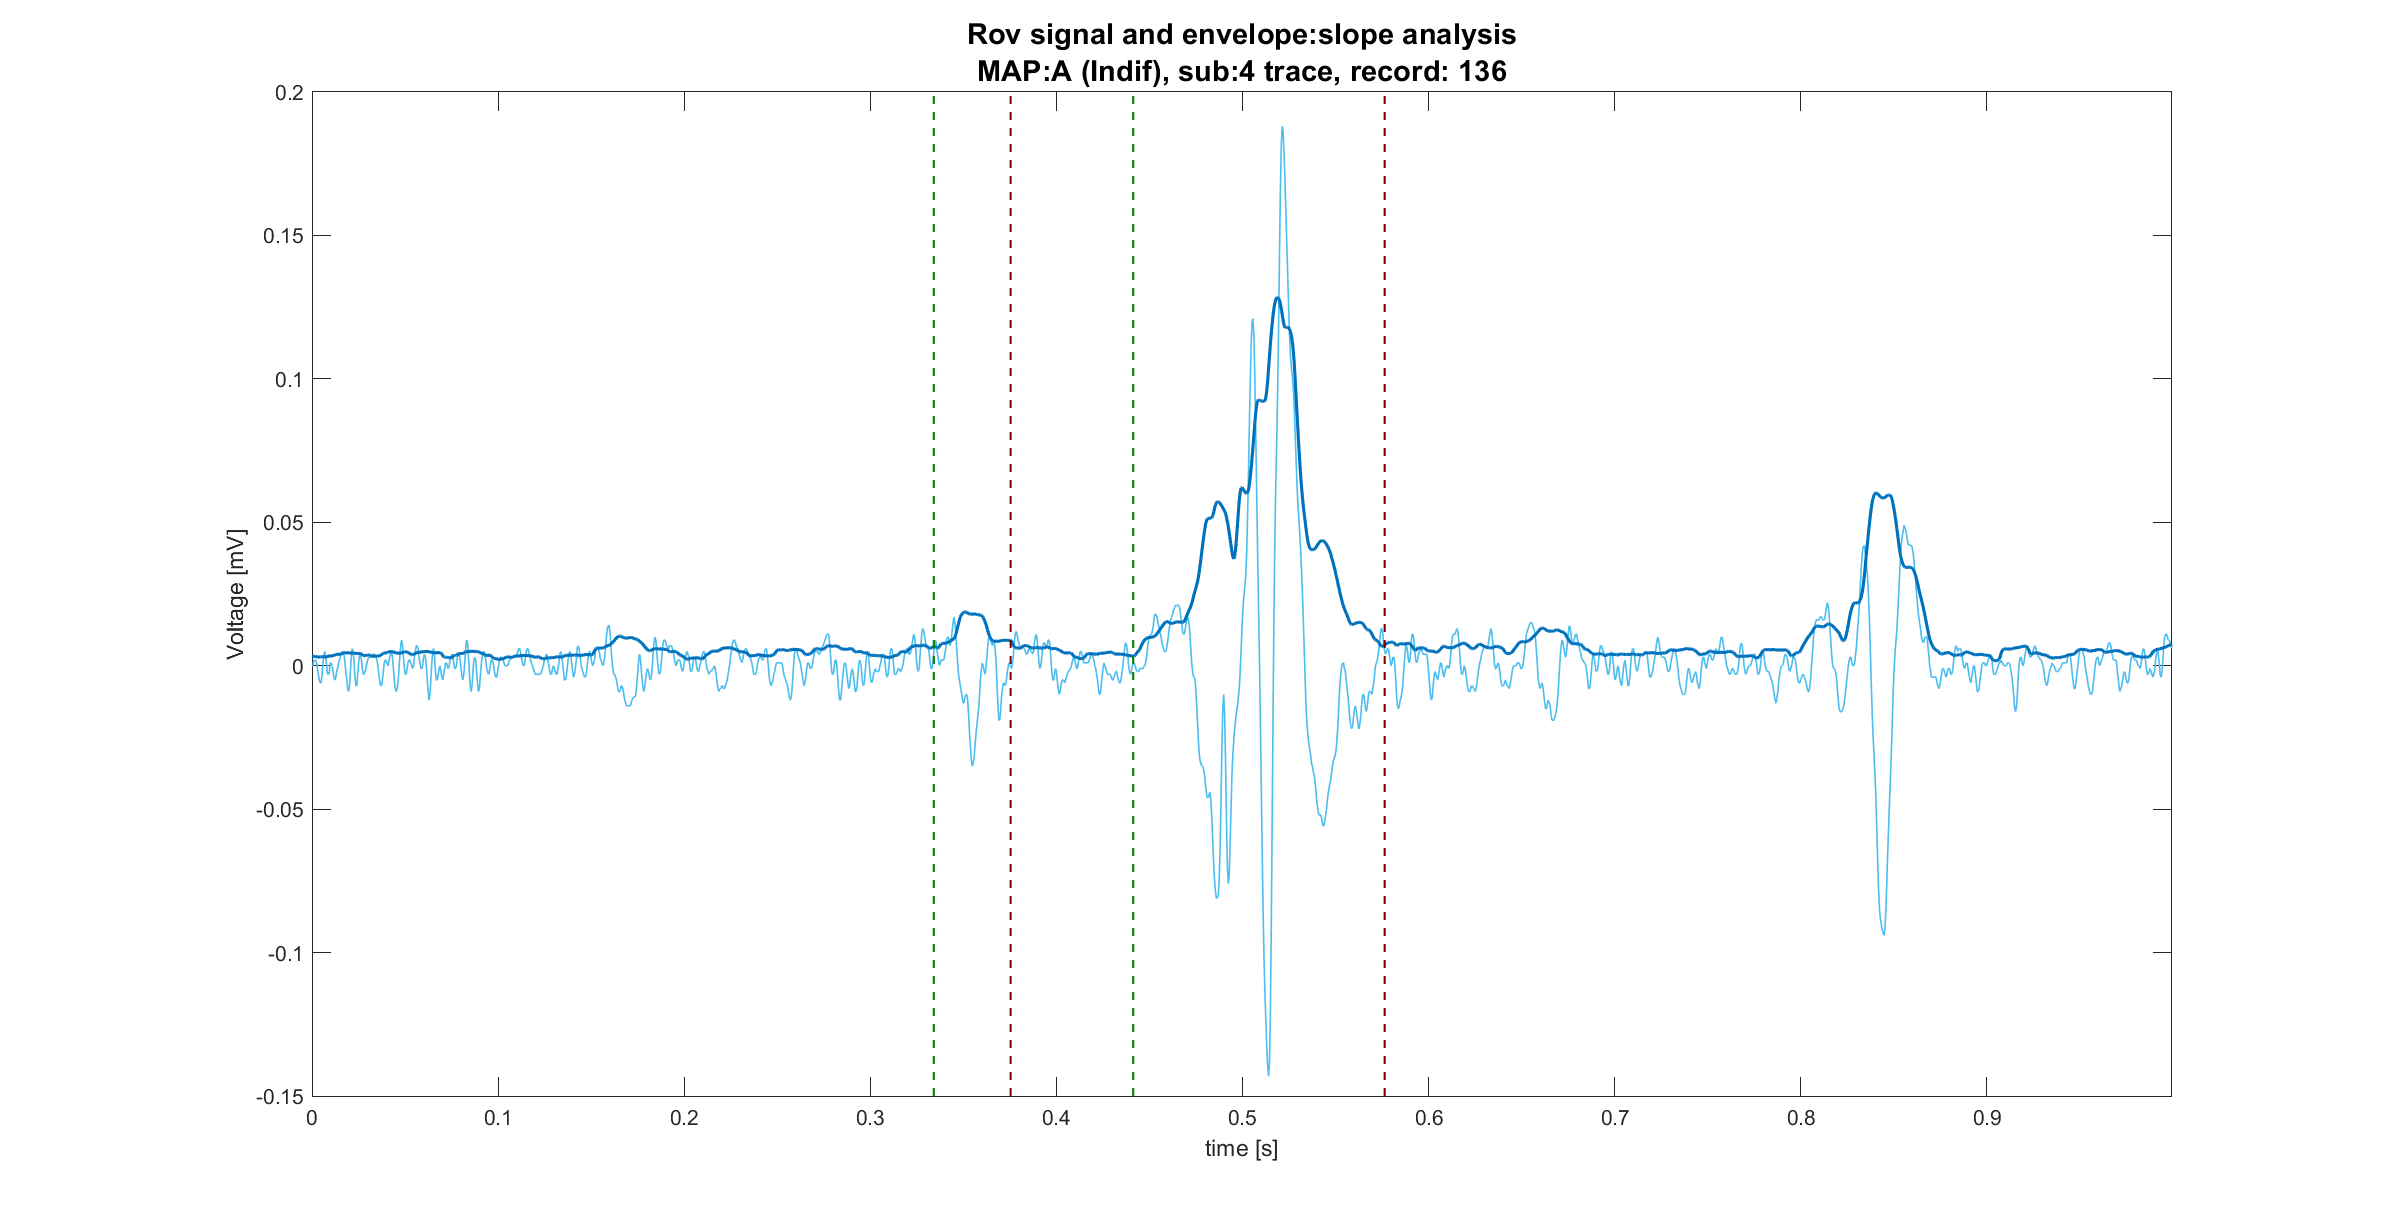 Rov signal and envelope:slope analysis
MAP:A (Indif), sub:4 trace, record: 136
0.2
0.15
0.1
0.05
0
-0.05
-0.1
-0.15
Voltage [mV]
0 0.1 0.2 0.3 0.4 0.5 0.6 0.7 0.8 0.9
time [s]